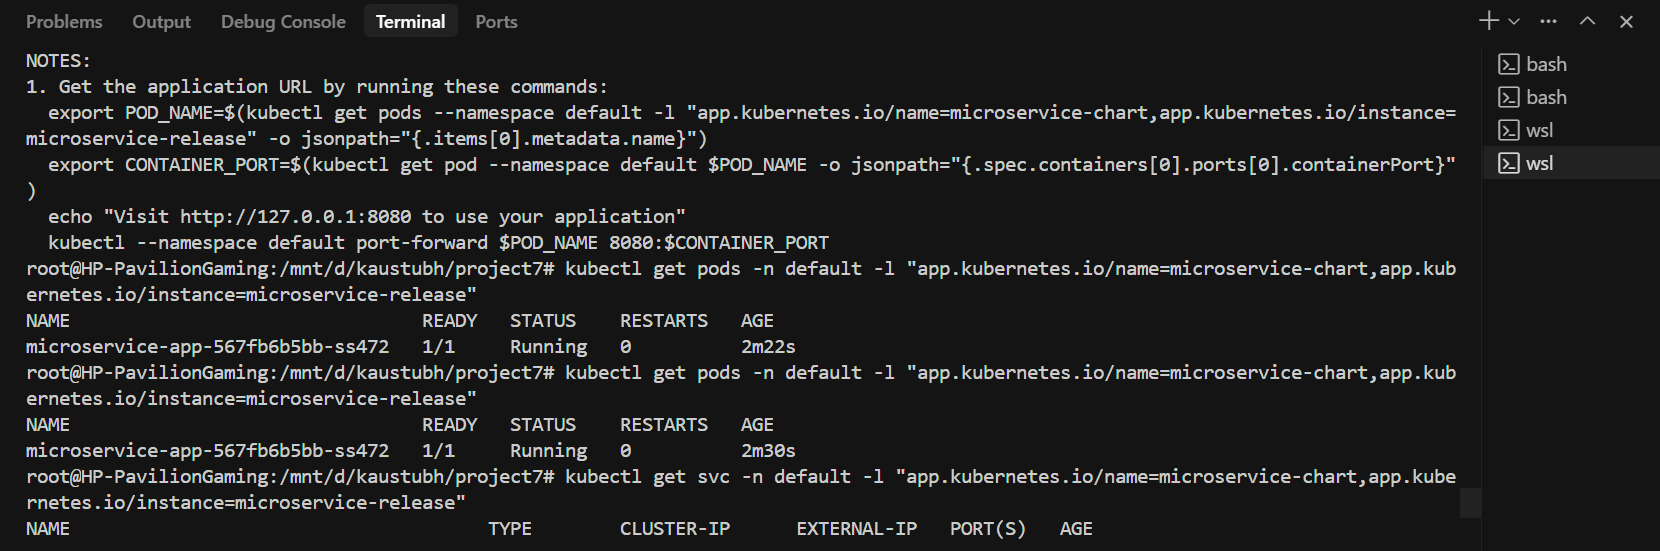 Problems Output Debug Console Terminal Ports
NOTES:
1. Get the application URL by running these commands:
  export POD_NAME=$(kubectl get pods --namespace default -l "app.kubernetes.io/name=microservice-chart,app.kubernetes.io/instance=
microservice-release" -o jsonpath="{.items[0].metadata.name}")
  export CONTAINER_PORT=$(kubectl get pod --namespace default $POD_NAME -o jsonpath="{.spec.containers[0].ports[0].containerPort}"
)
  echo "Visit http://127.0.0.1:8080 to use your application"
  kubectl --namespace default port-forward $POD_NAME 8080:$CONTAINER_PORT
root@HP-PavilionGaming:/mnt/d/kaustubh/project7# kubectl get pods -n default -l "app.kubernetes.io/name=microservice-chart,app.kub
ernetes.io/instance=microservice-release"
NAME                                READY   STATUS    RESTARTS   AGE
microservice-app-567fb6b5bb-ss472   1/1     Running   0          2m22s
root@HP-PavilionGaming:/mnt/d/kaustubh/project7# kubectl get pods -n default -l "app.kubernetes.io/name=microservice-chart,app.kub
ernetes.io/instance=microservice-release"
NAME                                READY   STATUS    RESTARTS   AGE
microservice-app-567fb6b5bb-ss472   1/1     Running   0          2m30s
root@HP-PavilionGaming:/mnt/d/kaustubh/project7# kubectl get svc -n default -l "app.kubernetes.io/name=microservice-chart,app.kube
rnetes.io/instance=microservice-release"
NAME                                      TYPE        CLUSTER-IP      EXTERNAL-IP   PORT(S)   AGE
bash
bash
wsl
wsl